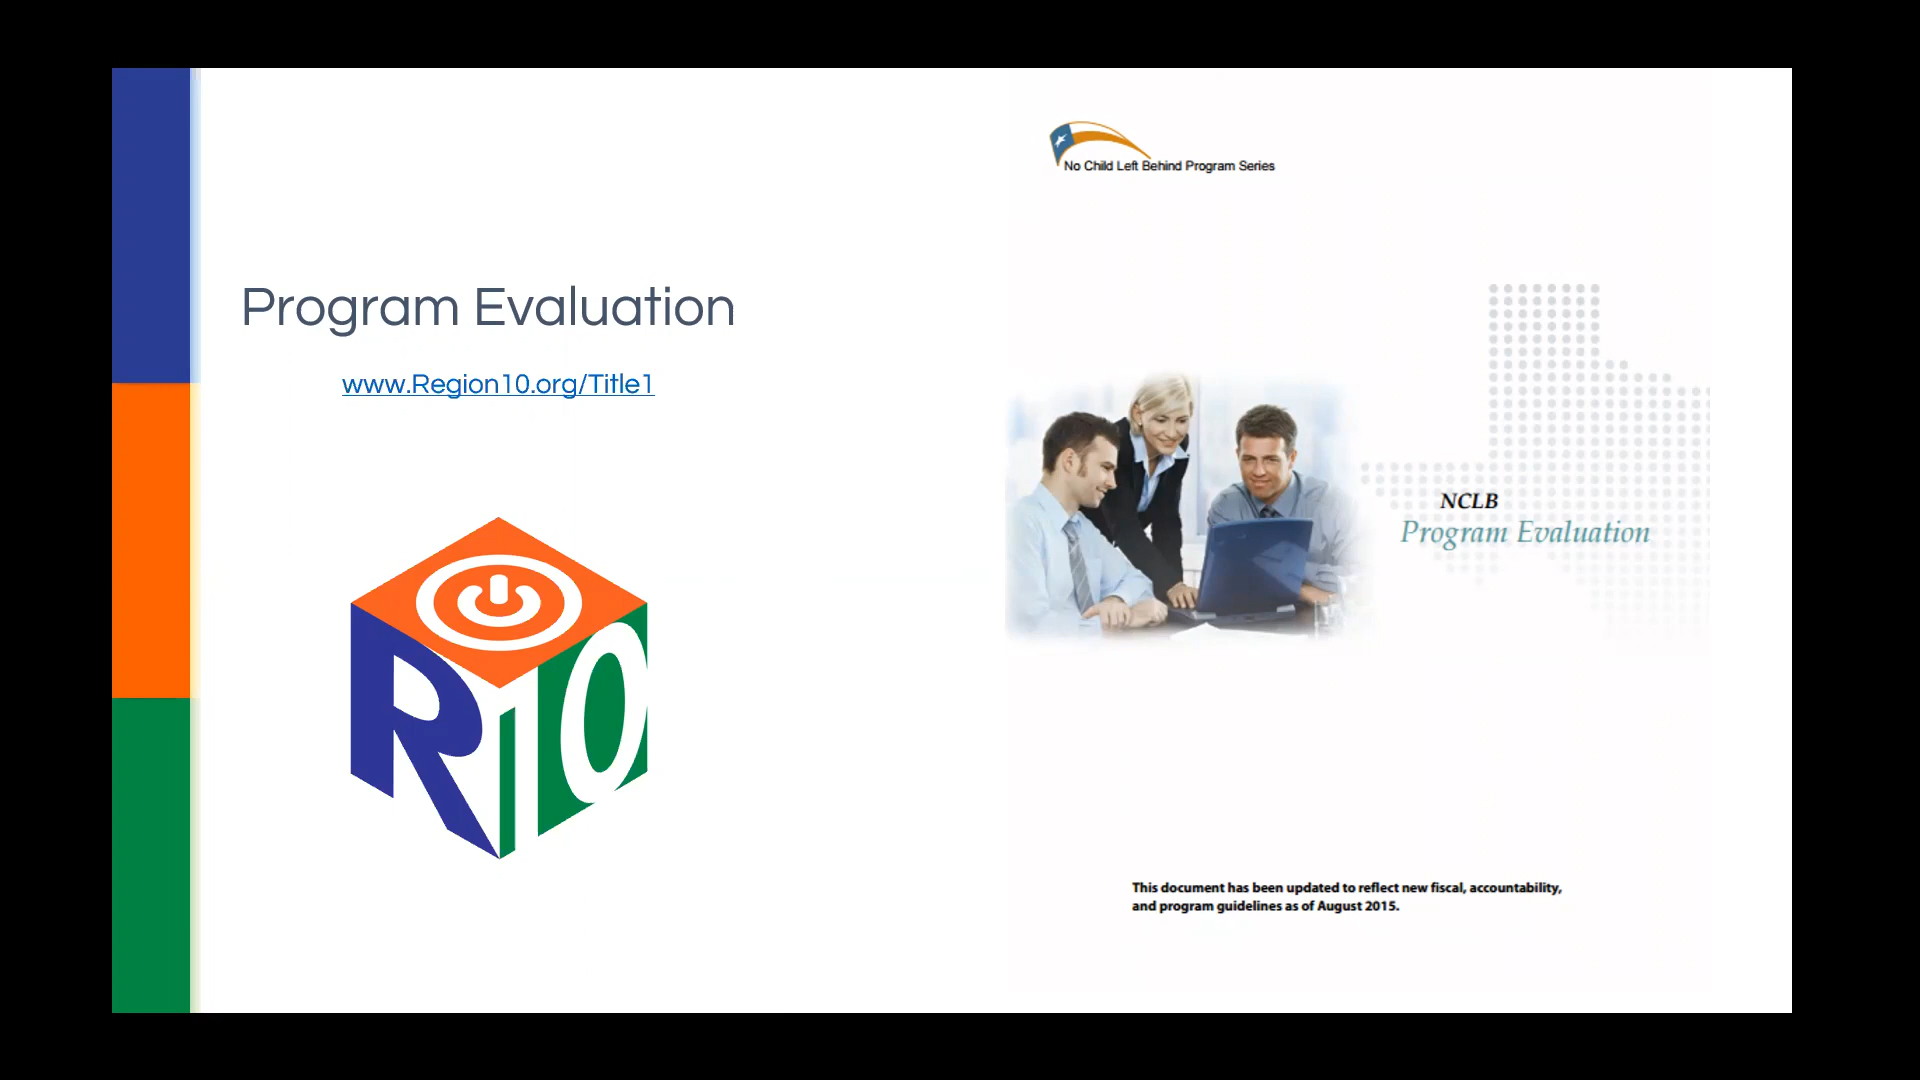 Program Evaluation
www.Region10.org/Title1
R10
No Child Left Behind Program Series
NCLB
Program Evaluation
This document has been updated to reflect new fiscal, accountability,
and program guidelines as of August 2015.